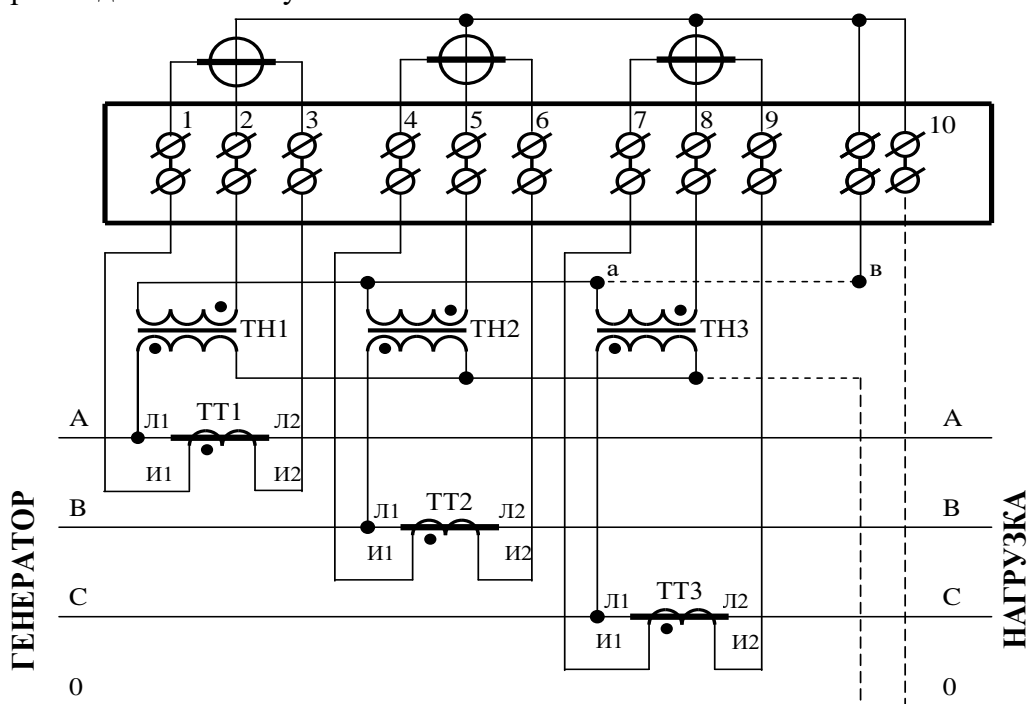 1 2 3 4 5 6 7 8 9 10
а в
ТН1 ТН2 ТН3
А Л1 ТТ1 Л2 А
И1 И2
В Л1 ТТ2 Л2 В
И1 И2
С Л1 ТТ3 Л2 С
И1 И2
0 0
ГЕНЕРАТОР
НАГРУЗКА